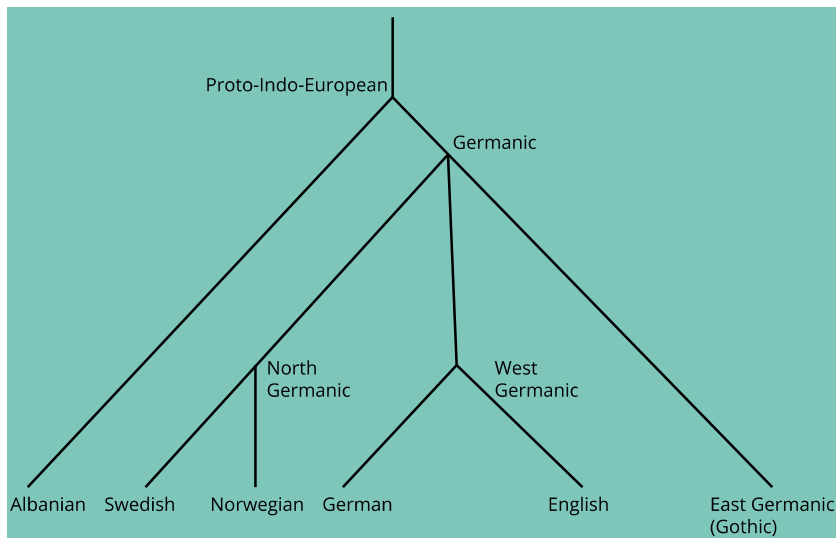 Proto-Indo-European
Germanic
North
Germanic
West
Germanic
Albanian
Swedish
Norwegian
German
English
East Germanic
(Gothic)